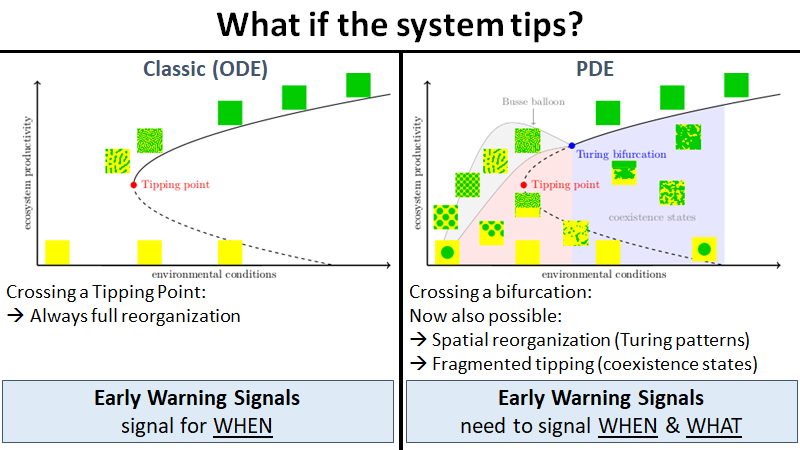 What if the system tips?
Classic (ODE)
ecosystem productivity
Tipping point
environmental conditions
Crossing a Tipping Point:
→ Always full reorganization
Early Warning Signals
signal for WHEN
PDE
ecosystem productivity
Busse balloon
Turing bifurcation
Tipping point
coexistence states
environmental conditions
Crossing a bifurcation:
Now also possible:
→ Spatial reorganization (Turing patterns)
→ Fragmented tipping (coexistence states)
Early Warning Signals
need to signal WHEN & WHAT